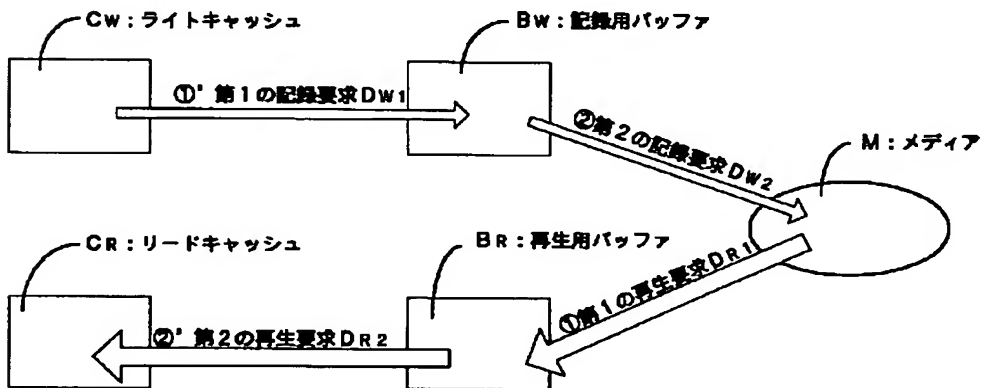 Cw:ライトキャッシュ
Bw:記録用バッファ
①'第1の記録要求DW1
②第2の記録要求DW2
M:メディア
CR:リードキャッシュ
BR:再生用バッファ
①第1の再生要求DR1
②'第2の再生要求DR2